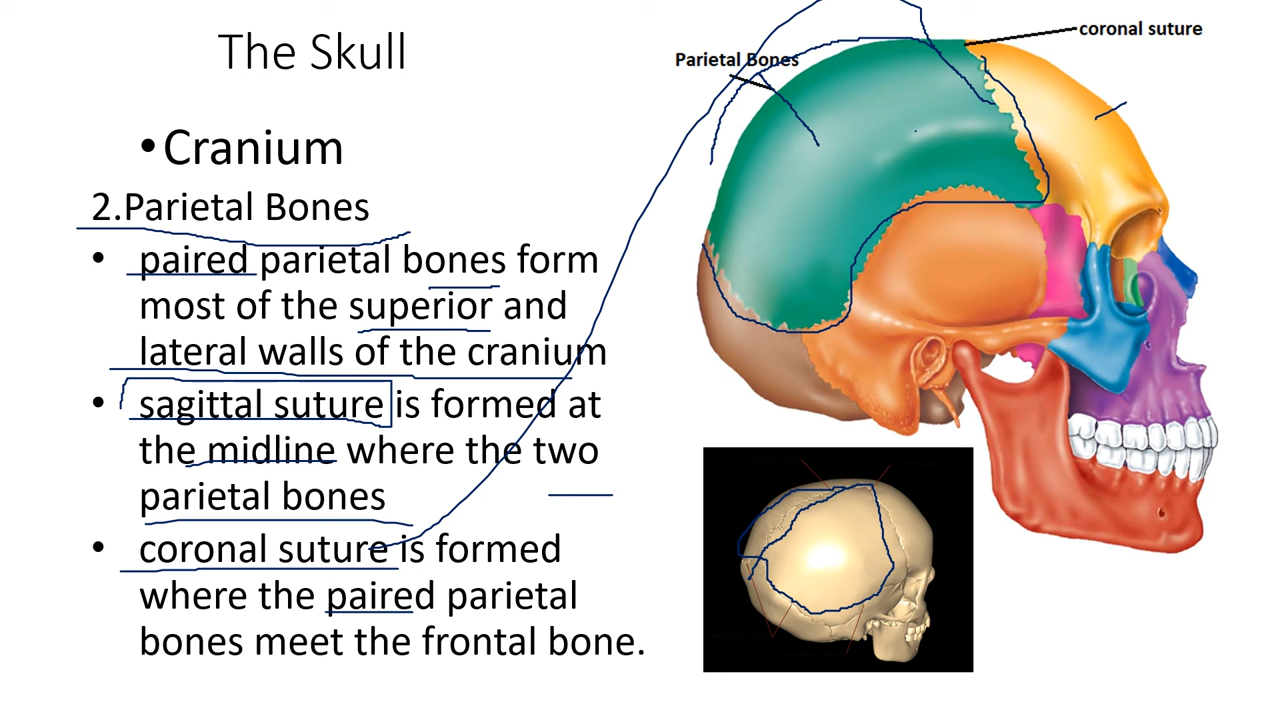 The Skull
•Cranium
2.Parietal Bones
• paired parietal bones form
most of the superior and
lateral walls of the cranium
• sagittal suture is formed at
the midline where the two
parietal bones
• coronal suture is formed
where the paired parietal
bones meet the frontal bone.
coronal suture
Parietal Bones